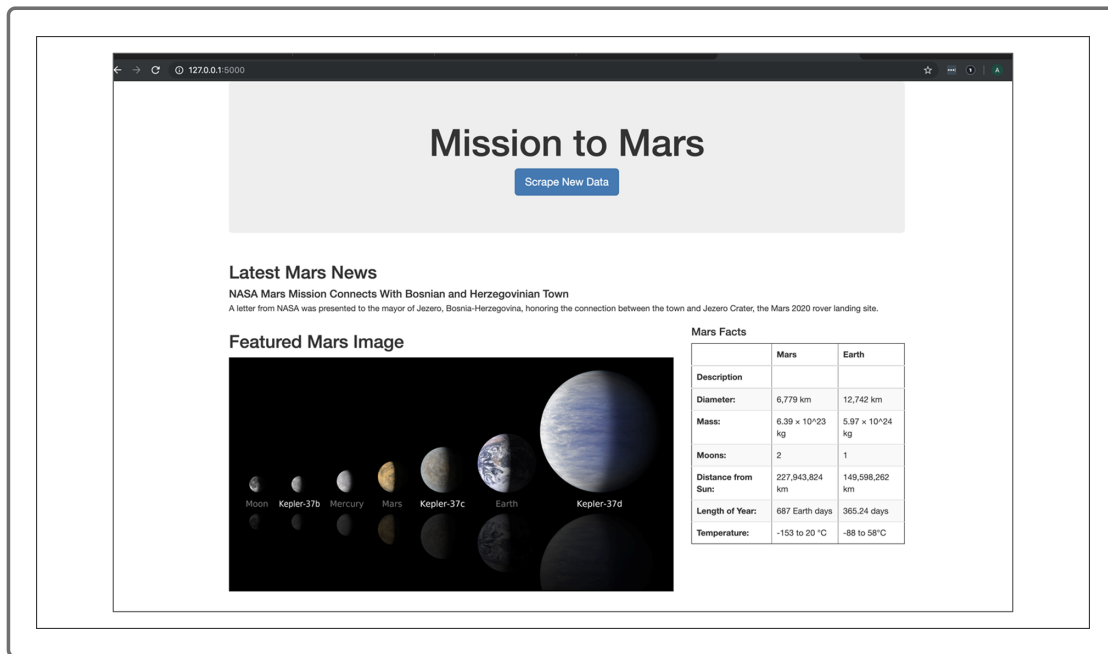 127.0.0.1:5000
A
Mission to Mars
Scrape New Data
Latest Mars News
NASA Mars Mission Connects With Bosnian and Herzegovinian Town
A letter from NASA was presented to the mayor of Jezero, Bosnia-Herzegovina, honoring the connection between the town and Jezero Crater, the Mars 2020 rover landing site.
Featured Mars Image
Moon Kepler-37b Mercury Mars Kepler-37c Earth Kepler-37d
Mars Facts
Mars Earth
Description
Diameter: 6,779 km 12,742 km
Mass: 6.39 × 10^23 5.97 × 10^24
kg kg
Moons: 2 1
Distance from 227,943,824 149,598,262
Sun: km km
Length of Year: 687 Earth days 365.24 days
Temperature: -153 to 20 °C -88 to 58°C